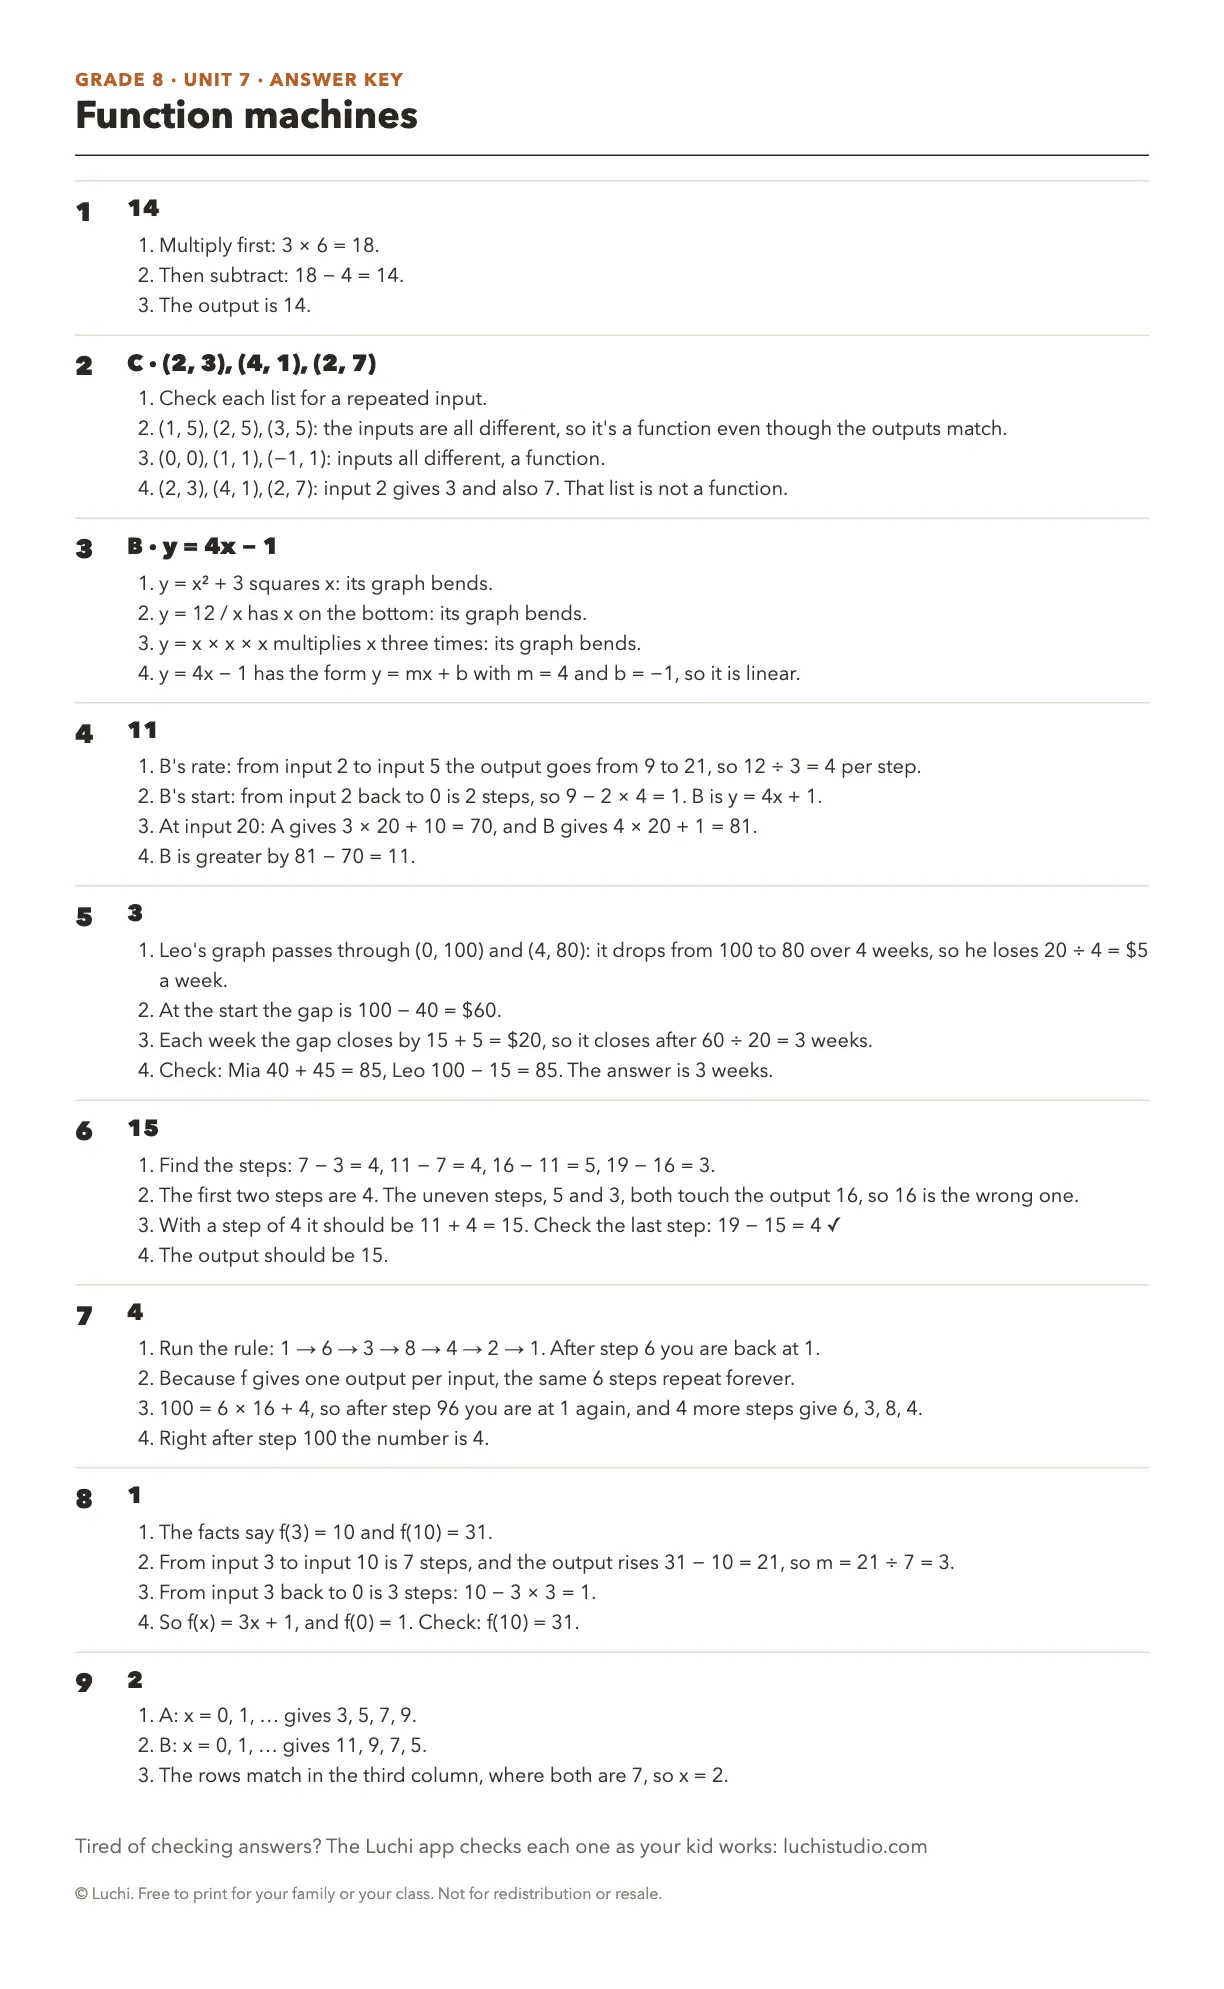 GRADE 8 · UNIT 7 · ANSWER KEY
Function machines
1 14
1. Multiply first: 3 × 6 = 18.
2. Then subtract: 18 − 4 = 14.
3. The output is 14.
2 C · (2, 3), (4, 1), (2, 7)
1. Check each list for a repeated input.
2. (1, 5), (2, 5), (3, 5): the inputs are all different, so it's a function even though the outputs match.
3. (0, 0), (1, 1), (−1, 1): inputs all different, a function.
4. (2, 3), (4, 1), (2, 7): input 2 gives 3 and also 7. That list is not a function.
3 B · y = 4x − 1
1. y = x² + 3 squares x: its graph bends.
2. y = 12 / x has x on the bottom: its graph bends.
3. y = x × x × x multiplies x three times: its graph bends.
4. y = 4x − 1 has the form y = mx + b with m = 4 and b = −1, so it is linear.
4 11
1. B's rate: from input 2 to input 5 the output goes from 9 to 21, so 12 ÷ 3 = 4 per step.
2. B's start: from input 2 back to 0 is 2 steps, so 9 − 2 × 4 = 1. B is y = 4x + 1.
3. At input 20: A gives 3 × 20 + 10 = 70, and B gives 4 × 20 + 1 = 81.
4. B is greater by 81 − 70 = 11.
5 3
1. Leo's graph passes through (0, 100) and (4, 80): it drops from 100 to 80 over 4 weeks, so he loses 20 ÷ 4 = $5
a week.
2. At the start the gap is 100 − 40 = $60.
3. Each week the gap closes by 15 + 5 = $20, so it closes after 60 ÷ 20 = 3 weeks.
4. Check: Mia 40 + 45 = 85, Leo 100 − 15 = 85. The answer is 3 weeks.
6 15
1. Find the steps: 7 − 3 = 4, 11 − 7 = 4, 16 − 11 = 5, 19 − 16 = 3.
2. The first two steps are 4. The uneven steps, 5 and 3, both touch the output 16, so 16 is the wrong one.
3. With a step of 4 it should be 11 + 4 = 15. Check the last step: 19 − 15 = 4 ✓
4. The output should be 15.
7 4
1. Run the rule: 1 → 6 → 3 → 8 → 4 → 2 → 1. After step 6 you are back at 1.
2. Because f gives one output per input, the same 6 steps repeat forever.
3. 100 = 6 × 16 + 4, so after step 96 you are at 1 again, and 4 more steps give 6, 3, 8, 4.
4. Right after step 100 the number is 4.
8 1
1. The facts say f(3) = 10 and f(10) = 31.
2. From input 3 to input 10 is 7 steps, and the output rises 31 − 10 = 21, so m = 21 ÷ 7 = 3.
3. From input 3 back to 0 is 3 steps: 10 − 3 × 3 = 1.
4. So f(x) = 3x + 1, and f(0) = 1. Check: f(10) = 31.
9 2
1. A: x = 0, 1, … gives 3, 5, 7, 9.
2. B: x = 0, 1, … gives 11, 9, 7, 5.
3. The rows match in the third column, where both are 7, so x = 2.
Tired of checking answers? The Luchi app checks each one as your kid works: luchistudio.com
© Luchi. Free to print for your family or your class. Not for redistribution or resale.